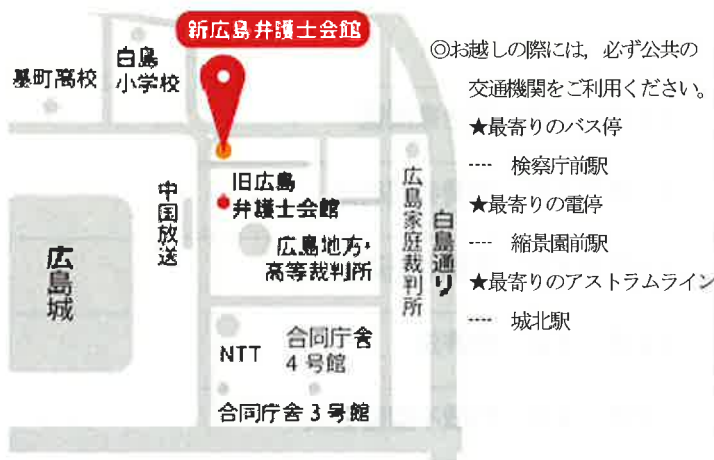 新広島弁護士会館
白島
小学校
基町高校
旧広島
弁護士会館
中国放送
広島地方・
高等裁判所
広島家庭裁判所
白島通り
広島城
NTT
合同庁舎
4号館
合同庁舎3号館
◎お越しの際には, 必ず公共の
交通機関をご利用ください。
★最寄りのバス停
---- 検察庁前駅
★最寄りの電停
---- 縮景園前駅
★最寄りのアストラムライン
---- 城北駅